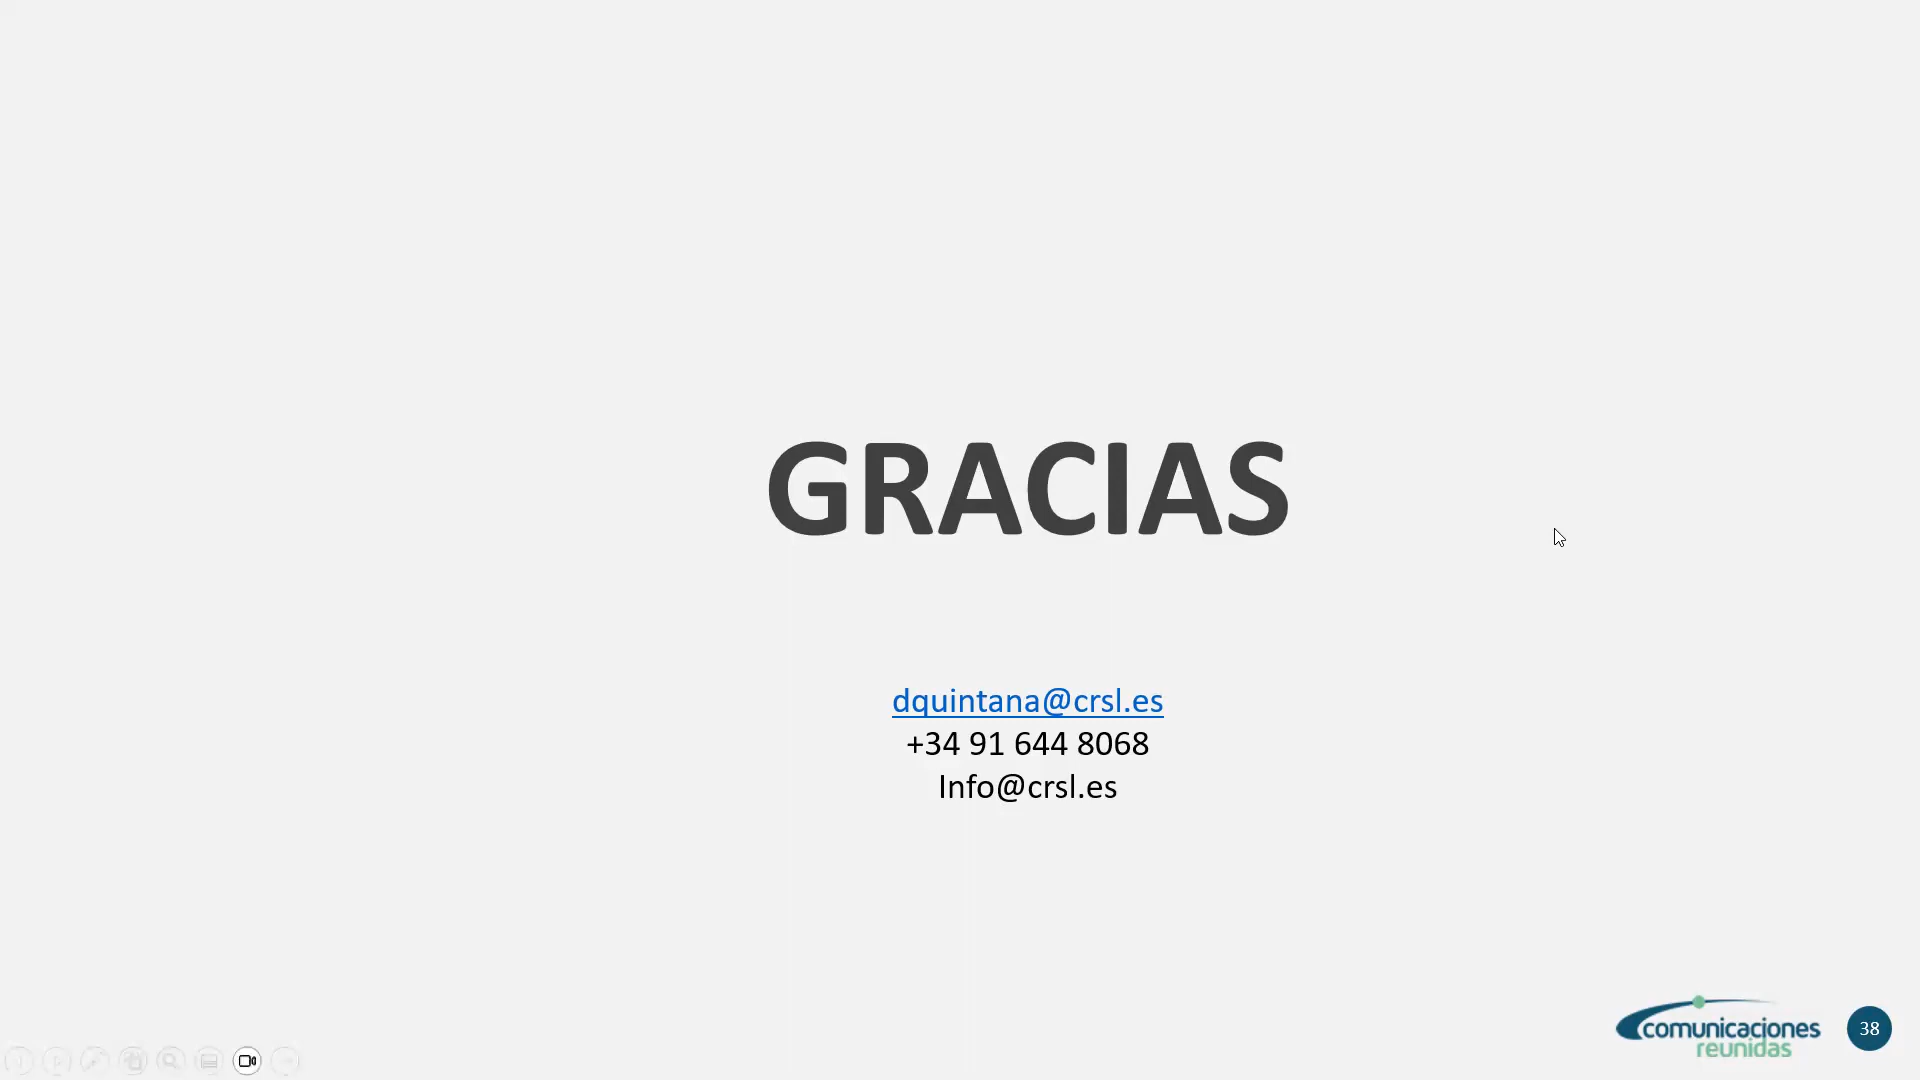 GRACIAS
dquintana@crsl.es
+34 91 644 8068
Info@crsl.es
comunicaciones
reunidas
38